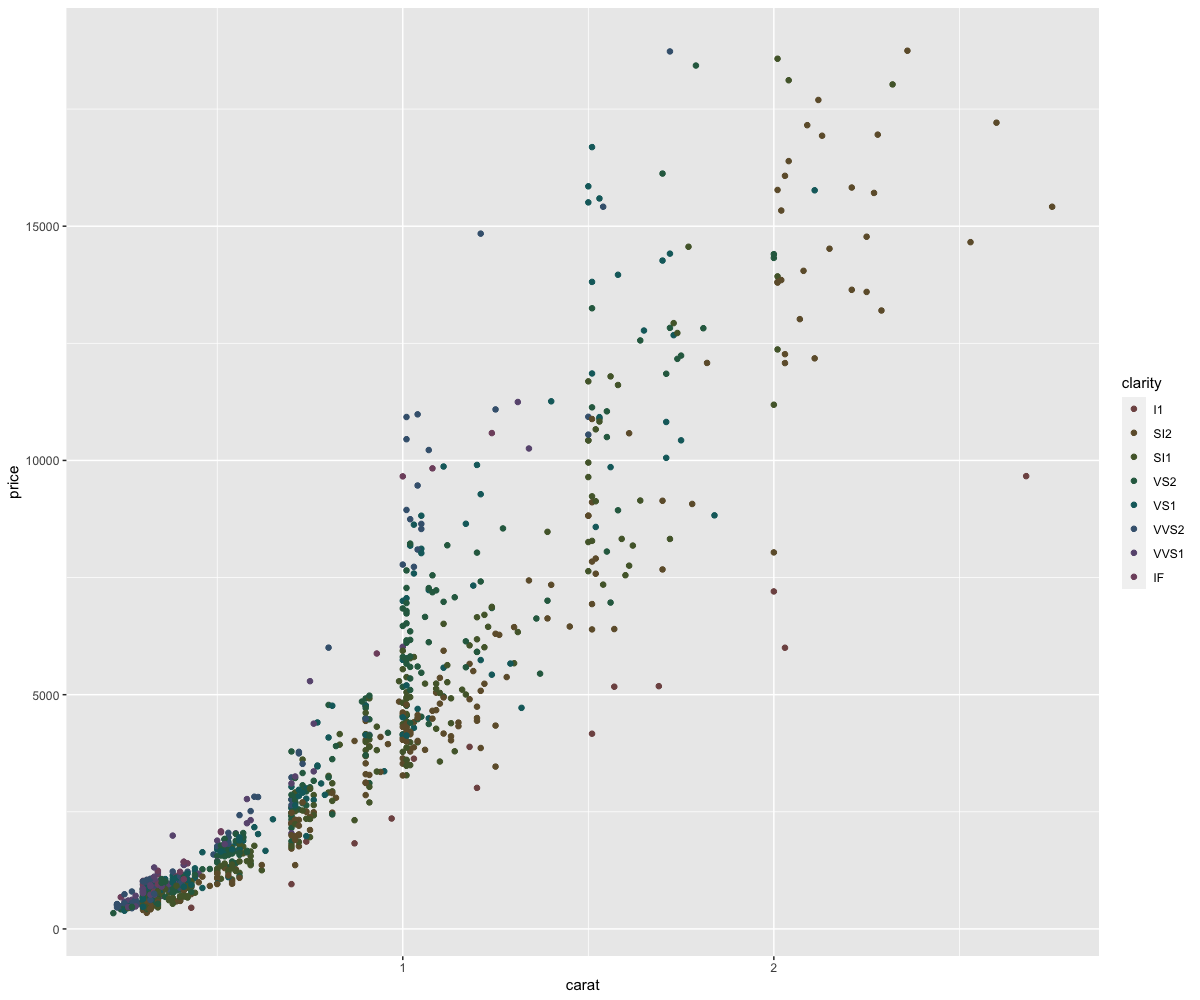 15000
10000
5000
0
price
1
2
carat
clarity
I1
SI2
SI1
VS2
VS1
VVS2
VVS1
IF